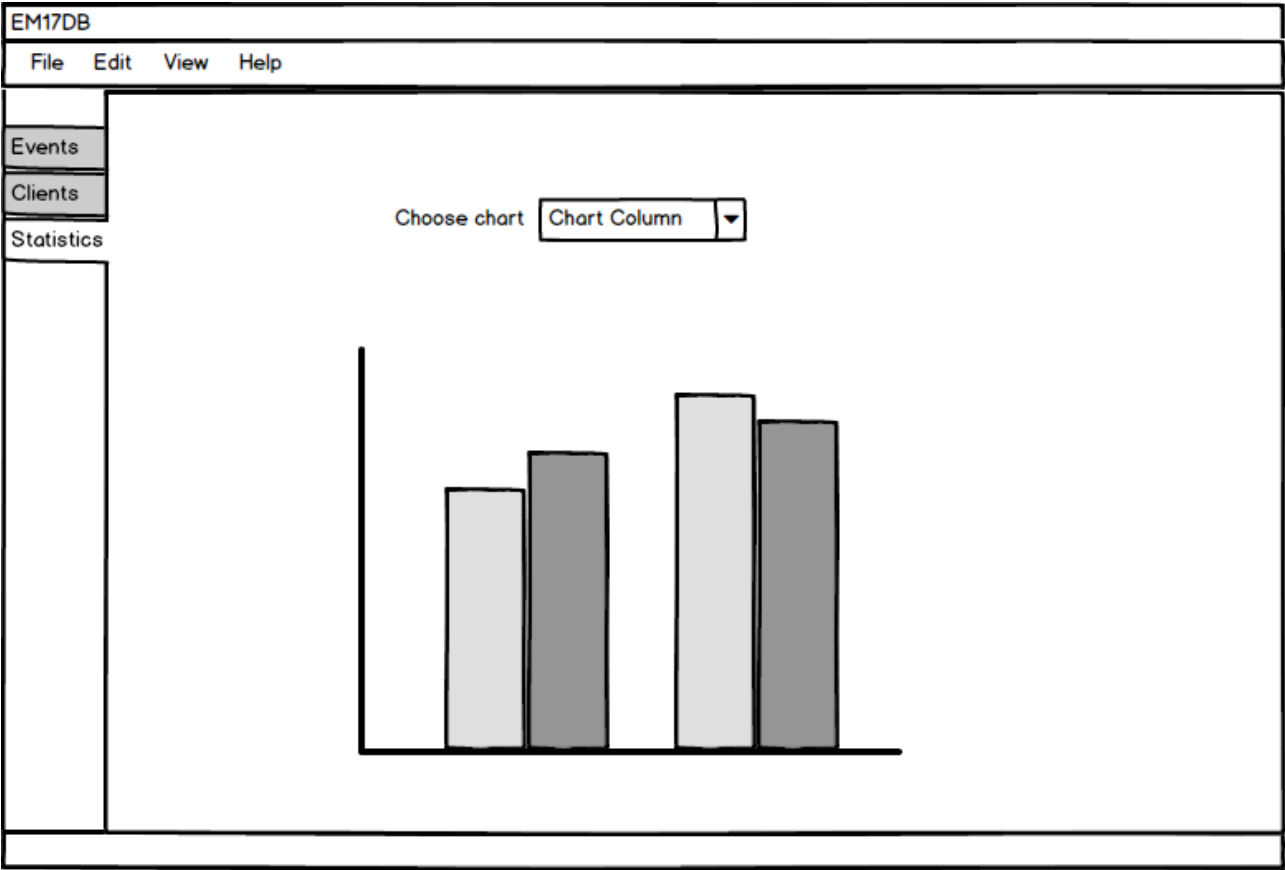 EM17DB
File Edit View Help
Events
Clients
Statistics
Choose chart Chart Column